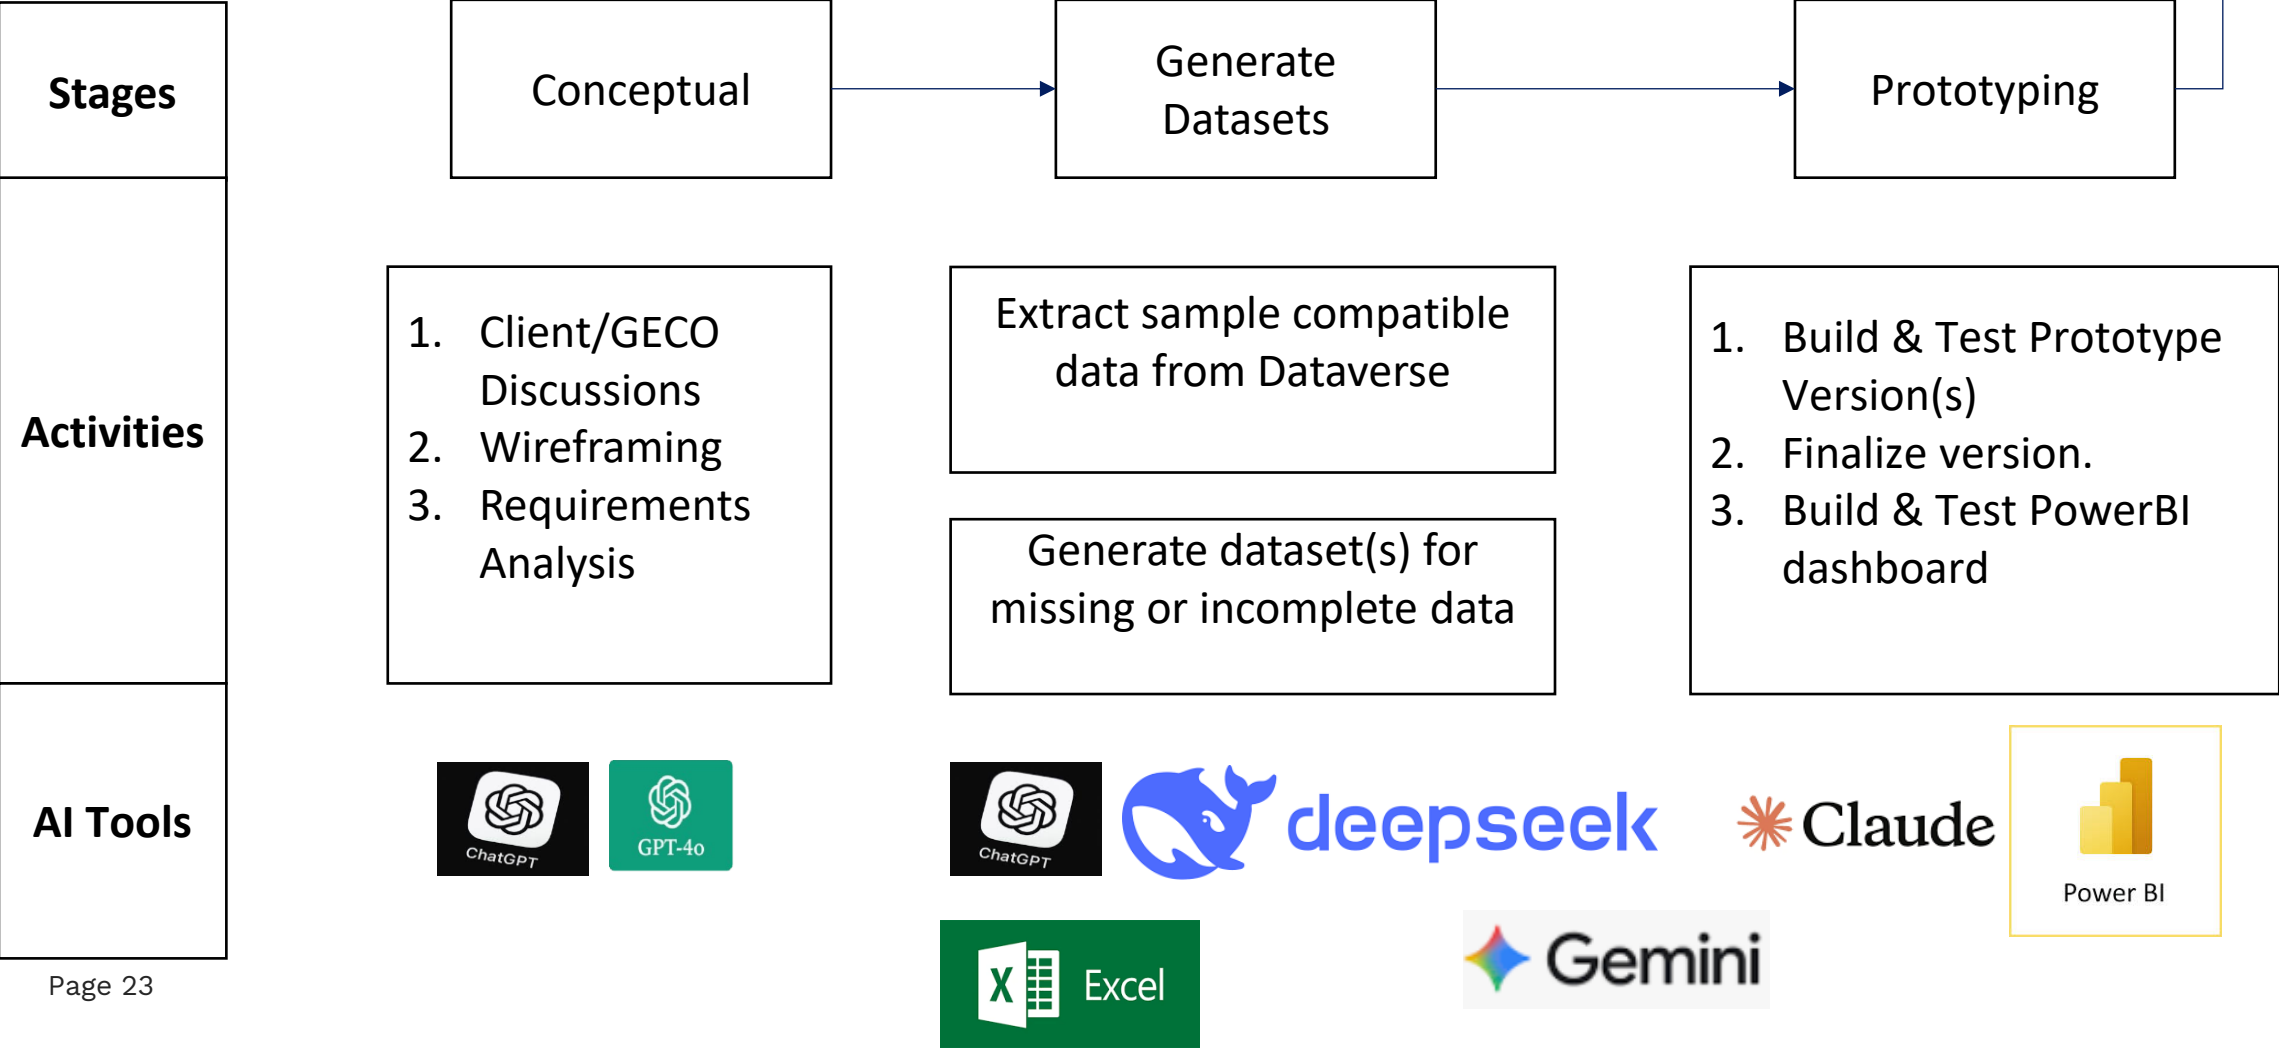 Stages
Conceptual
Generate
Datasets
Prototyping
Activities
1. Client/GECO
Discussions
2. Wireframing
3. Requirements
Analysis
Extract sample compatible
data from Dataverse
Generate dataset(s) for
missing or incomplete data
1. Build & Test Prototype
Version(s)
2. Finalize version.
3. Build & Test PowerBI
dashboard
AI Tools
ChatGPT
GPT-4o
ChatGPT
deepseek
Claude
Power BI
X Excel
Gemini
Page 23